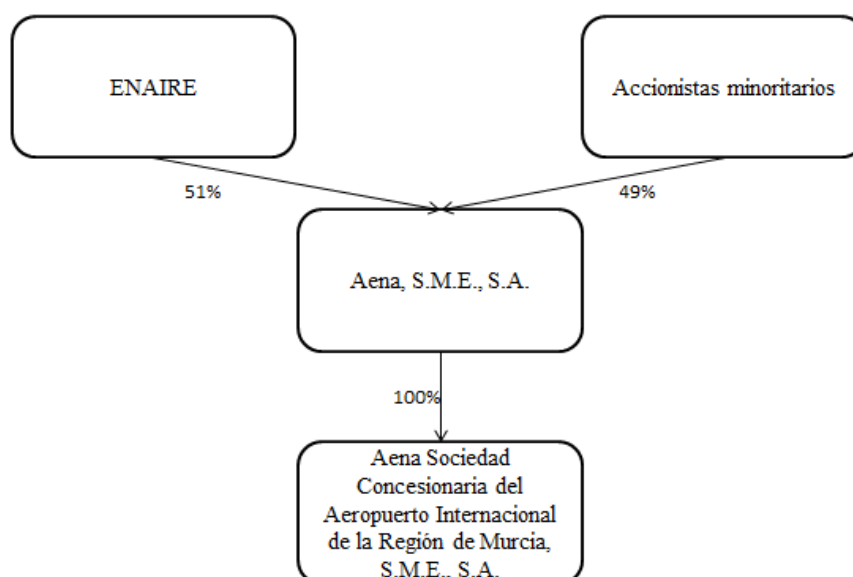 ENAIRE
Accionistas minoritarios
51%
49%
Aena, S.M.E., S.A.
100%
Aena Sociedad
Concesionaria del
Aeropuerto Internacional
de la Región de Murcia,
S.M.E., S.A.